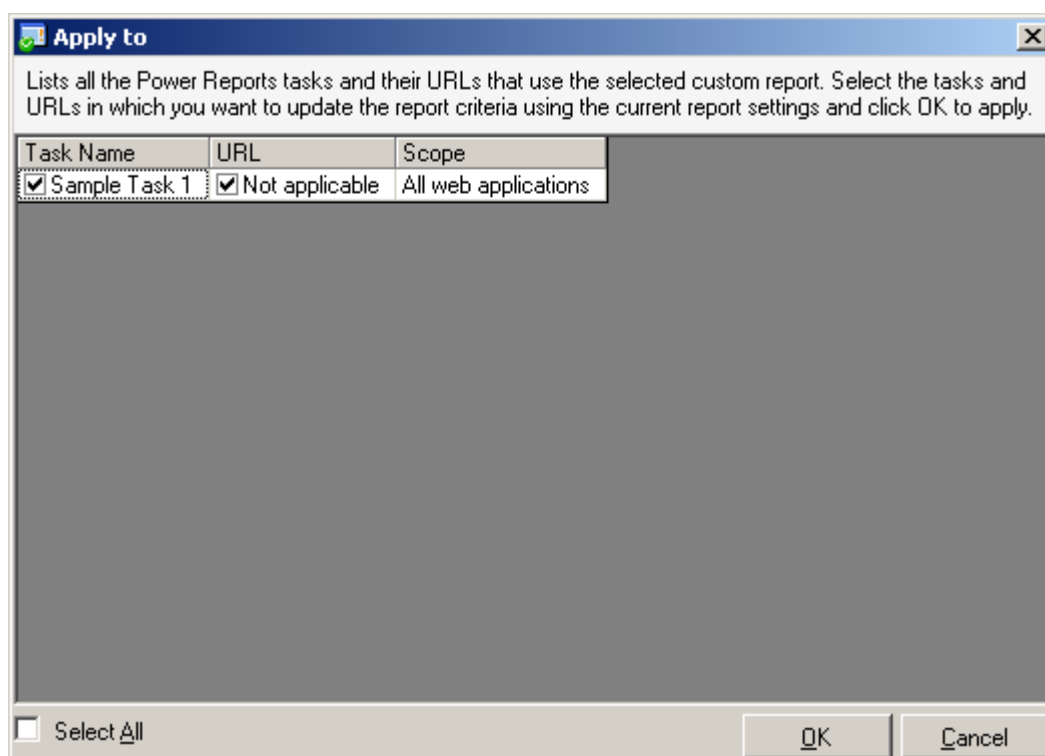 Apply to
Lists all the Power Reports tasks and their URLs that use the selected custom report. Select the tasks and
URLs in which you want to update the report criteria using the current report settings and click OK to apply.
Task Name URL Scope
Sample Task 1 Not applicable All web applications
Select All OK Cancel